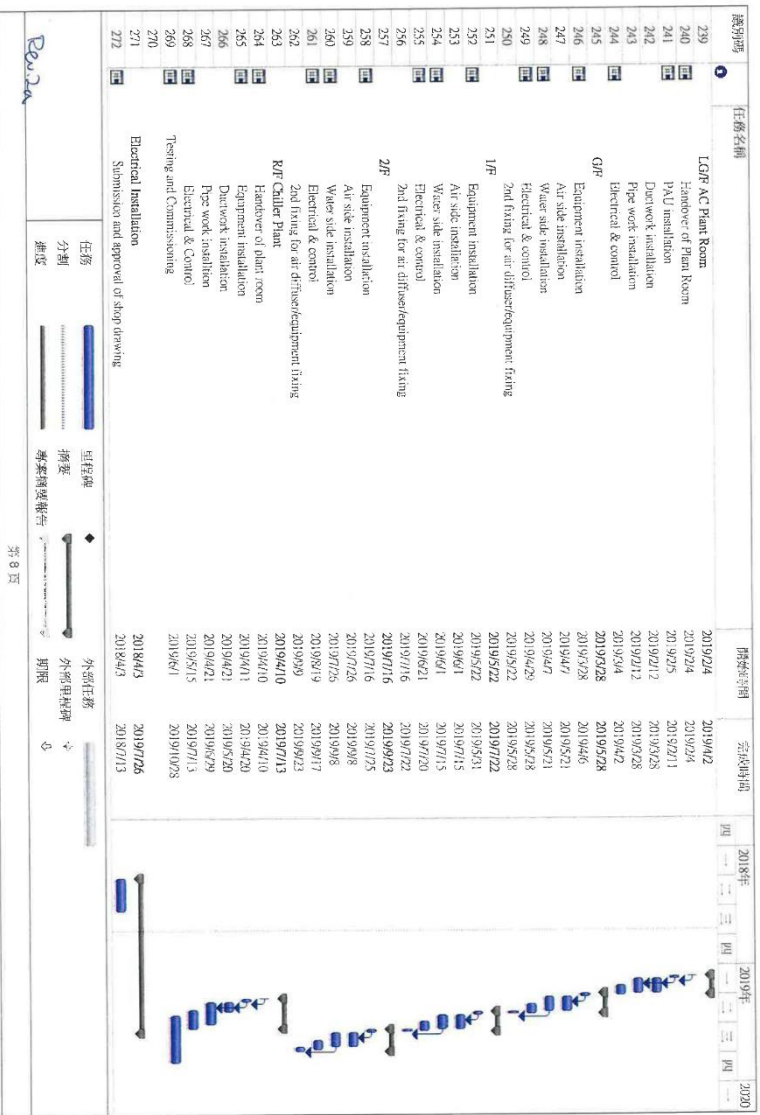 識別碼 任務名稱 開始時間 完成時間 2018年 2019年 2020
四 一 二 三 四 一 二 三 四 一
239 LG/F AC Plant Room 2019/2/4 2019/4/2
240 Handover of Plant Room 2019/2/4 2019/2/4
241 PAU installation 2019/2/5 2019/2/11
242 Ductwork installation 2019/2/12 2019/3/28
243 Pipe work installation 2019/2/12 2019/3/28
244 Electrical & control 2019/3/4 2019/4/2
245 G/F 2019/3/28 2019/5/28
246 Equipment installation 2019/3/28 2019/4/6
247 Air side installation 2019/4/7 2019/5/21
248 Water side installation 2019/4/7 2019/5/21
249 Electrical & control 2019/4/29 2019/5/28
250 2nd fixing for air diffuser/equipment fixing 2019/5/22 2019/5/28
251 1/F 2019/5/22 2019/7/22
252 Equipment installation 2019/5/22 2019/5/31
253 Air side installation 2019/6/1 2019/7/15
254 Water side installation 2019/6/1 2019/7/15
255 Electrical & control 2019/6/21 2019/7/20
256 2nd fixing for air diffuser/equipment fixing 2019/7/16 2019/7/22
257 2/F 2019/7/16 2019/9/23
258 Equipment installation 2019/7/16 2019/7/25
259 Air side installation 2019/7/26 2019/9/8
260 Water side installation 2019/7/26 2019/9/8
261 Electrical & control 2019/8/19 2019/9/17
262 2nd fixing for air diffuser/equipment fixing 2019/9/9 2019/9/23
263 R/F Chiller Plant 2019/4/10 2019/7/13
264 Handover of plant room 2019/4/10 2019/4/10
265 Equipment installation 2019/4/11 2019/4/20
266 Ductwork installation 2019/4/21 2019/5/20
267 Pipe work installtion 2019/4/21 2019/6/29
268 Electrical & Control 2019/5/15 2019/7/13
269 Testing and Commissioning 2019/6/1 2019/10/28
270
271 Electrical Installation 2018/4/3 2019/7/26
272 Submission and approval of shop drawing 2018/4/3 2018/7/13
Rev.2a
任務 里程碑 外部任務
分割 摘要 外部里程碑
進度 專案摘要報告 期限
第 8 頁